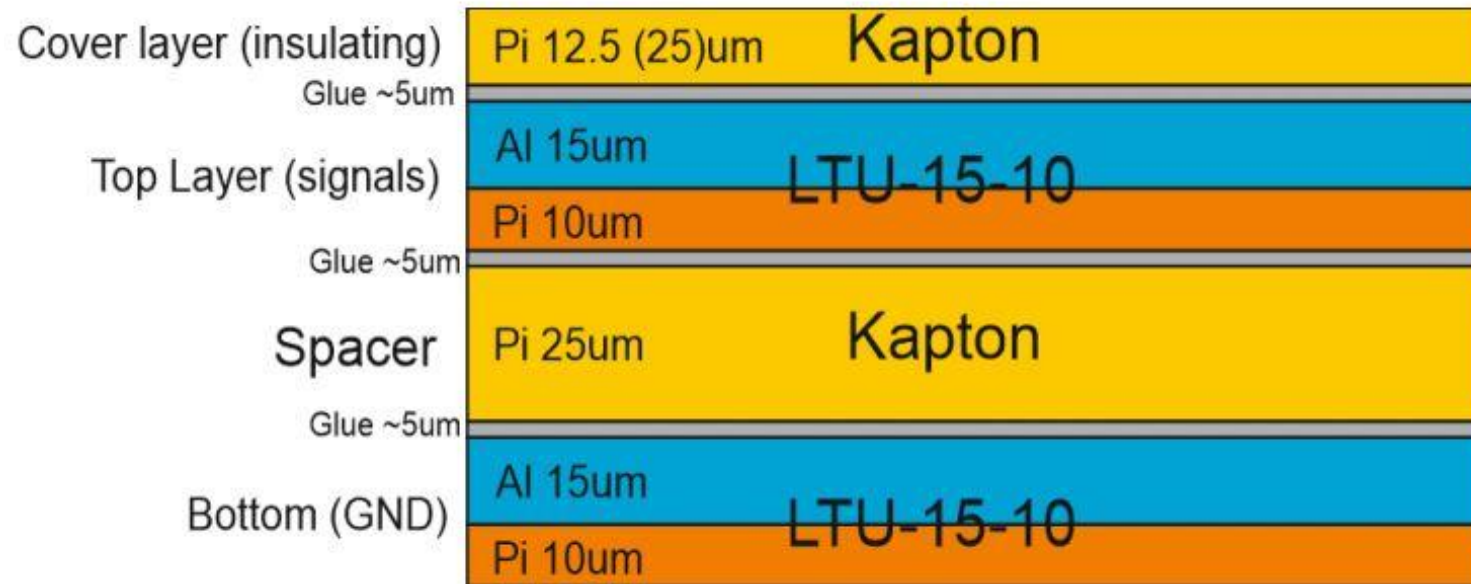 Cover layer (insulating) Pi 12.5 (25)um Kapton
Glue ~5um
Al 15um
Top Layer (signals) LTU-15-10
Pi 10um
Glue ~5um
Spacer Pi 25um Kapton
Glue ~5um
Al 15um
Bottom (GND) LTU-15-10
Pi 10um